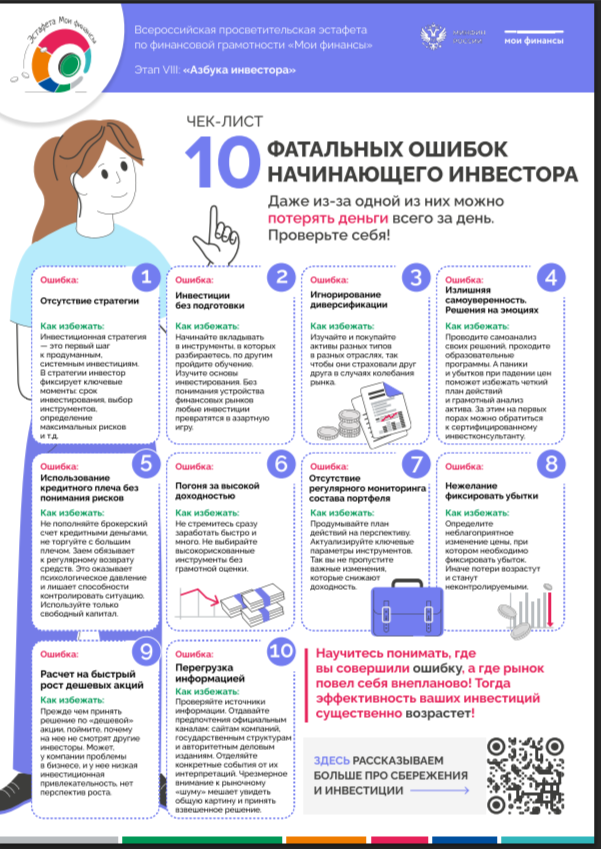 Эстафета Мои финансы
Всероссийская просветительская эстафета
по финансовой грамотности «Мои финансы»
Этап VIII: «Азбука инвестора»
МИНФИН
РОССИИ
мои финансы
ЧЕК-ЛИСТ
10 ФАТАЛЬНЫХ ОШИБОК
НАЧИНАЮЩЕГО ИНВЕСТОРА
Даже из-за одной из них можно
потерять деньги всего за день.
Проверьте себя!
1
Ошибка:
Отсутствие стратегии
Как избежать:
Инвестиционная стратегия
— это первый шаг
к продуманным,
системным инвестициям.
В стратегии инвестор
фиксирует ключевые
моменты: срок
инвестирования, выбор
инструментов,
определение
максимальных рисков
и т.д.
2
Ошибка:
Инвестиции
без подготовки
Как избежать:
Начинайте вкладывать
в инструменты, в которых
разбираетесь, по другим
пройдите обучение.
Изучите основы
инвестирования. Без
понимания устройства
финансовых рынков
любые инвестиции
превратятся в азартную
игру.
3
Ошибка:
Игнорирование
диверсификации
Как избежать:
Изучайте и покупайте
активы разных типов
в разных отраслях, так
чтобы они страховали друг
друга в случаях колебания
рынка.
4
Ошибка:
Излишняя
самоуверенность.
Решения на эмоциях
Как избежать:
Проводите самоанализ
своих решений, проходите
образовательные
программы. А паники
и убытков при падении цен
поможет избежать четкий
план действий
и грамотный анализ
актива. За этим на первых
порах можно обратиться
к сертифицированному
инвестконсультанту.
5
Ошибка:
Использование
кредитного плеча без
понимания рисков
Как избежать:
Не пополняйте брокерский
счет кредитными деньгами,
не торгуйте с большим
плечом. Заем обязывает
к регулярному возврату
средств. Это оказывает
психологическое давление
и лишает способности
контролировать ситуацию.
Используйте только
свободный капитал.
6
Ошибка:
Погоня за высокой
доходностью
Как избежать:
Не стремитесь сразу
заработать быстро и
много. Не выбирайте
высокорискованные
инструменты без
грамотной оценки.
7
Ошибка:
Отсутствие
регулярного мониторинга
состава портфеля
Как избежать:
Продумывайте план
действий на перспективу.
Актуализируйте ключевые
параметры инструментов.
Так вы не пропустите
важные изменения,
которые снижают
доходность.
8
Ошибка:
Нежелание
фиксировать убытки
Как избежать:
Определите
неблагоприятное
изменение цены, при
котором необходимо
фиксировать убыток.
Иначе потери возрастут
и станут
неконтролируемыми.
9
Ошибка:
Расчет на быстрый
рост дешевых акций
Как избежать:
Прежде чем принять
решение по «дешевой»
акции, поймите, почему
на нее не смотрят другие
инвесторы. Может,
у компании проблемы
в бизнесе, и у нее низкая
инвестиционная
привлекательность, нет
перспектив роста.
10
Ошибка:
Перегрузка
информацией
Как избежать:
Проверяйте источники
информации. Отдавайте
предпочтения официальным
каналам: сайтам компаний,
государственным структурам
и авторитетным деловым
изданиям. Отделяйте
конкретные события от их
интерпретаций. Чрезмерное
внимание к рыночному
«шуму» мешает увидеть
общую картину и принять
взвешенное решение.
Научитесь понимать, где
вы совершили ошибку, а где рынок
повел себя внепланово! Тогда
эффективность ваших инвестиций
существенно возрастет!
ЗДЕСЬ РАССКАЗЫВАЕМ
БОЛЬШЕ ПРО СБЕРЕЖЕНИЯ
И ИНВЕСТИЦИИ